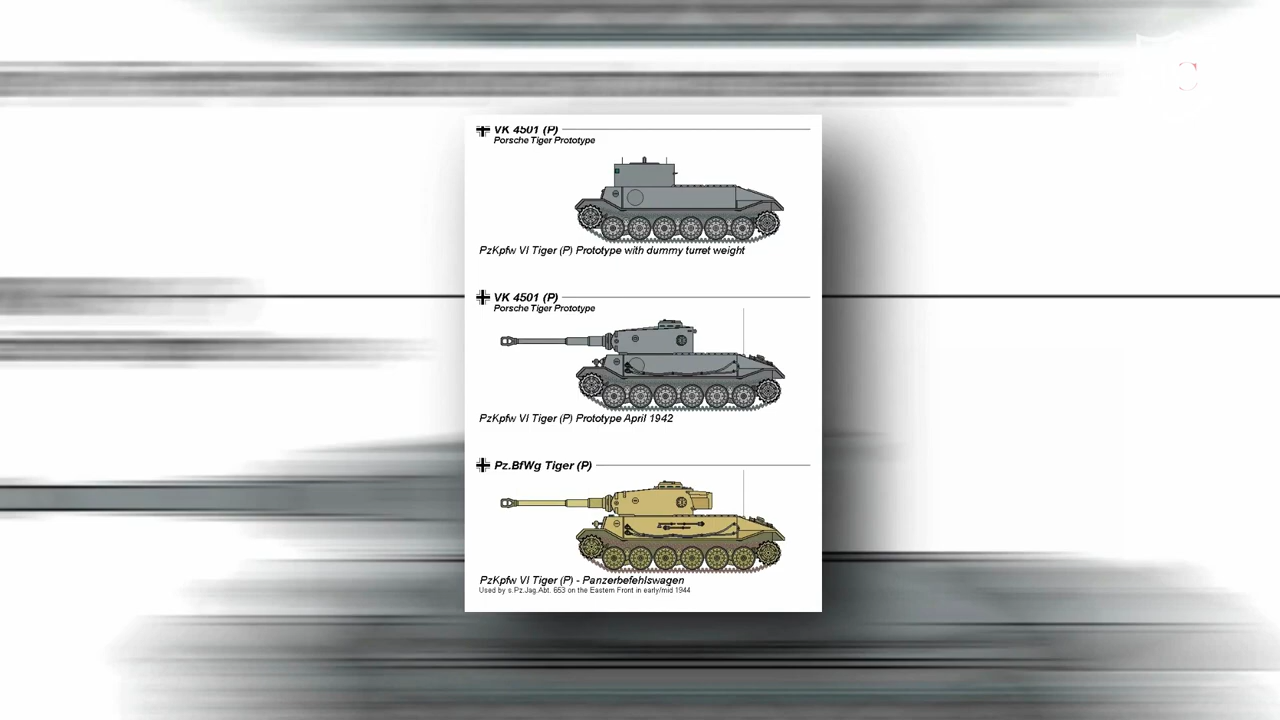 VK 4501 (P)
Porsche Tiger Prototype
PzKpfw VI Tiger (P) Prototype with dummy turret weight
VK 4501 (P)
Porsche Tiger Prototype
PzKpfw VI Tiger (P) Prototype April 1942
Pz.BfWg Tiger (P)
PzKpfw VI Tiger (P) - Panzerbefehlswagen
Used by s.Pz.Jag.Abt. 653 on the Eastern Front in early/mid 1944